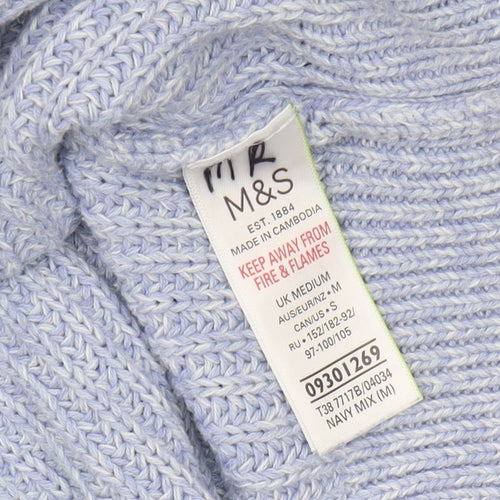 MR
M&S
EST. 1884
MADE IN CAMBODIA
KEEP AWAY FROM
FIRE & FLAMES
UK MEDIUM
AUS/EUR/NZ • M
CAN/US • S
RU • 152/182-92/
97-100/105
09301269
T38 7717B/04034
NAVY MIX (M)